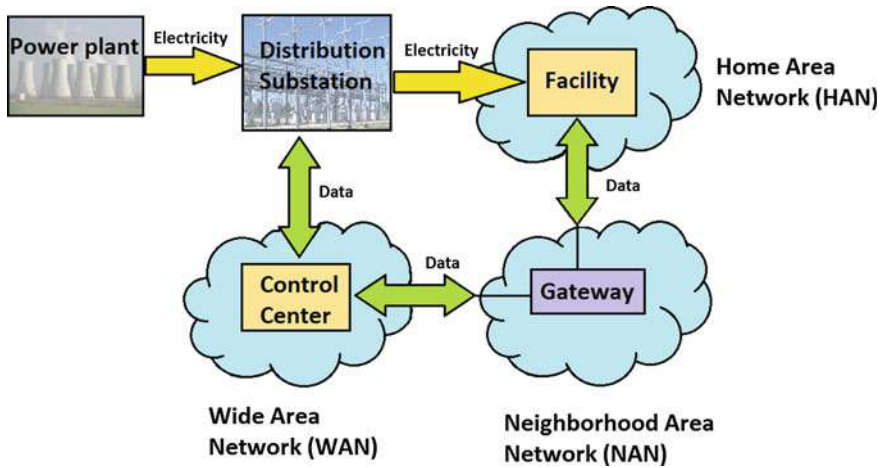 Power plant
Electricity
Distribution
Substation
Electricity
Facility
Home Area
Network (HAN)
Data
Data
Control
Center
Data
Gateway
Wide Area
Network (WAN)
Neighborhood Area
Network (NAN)